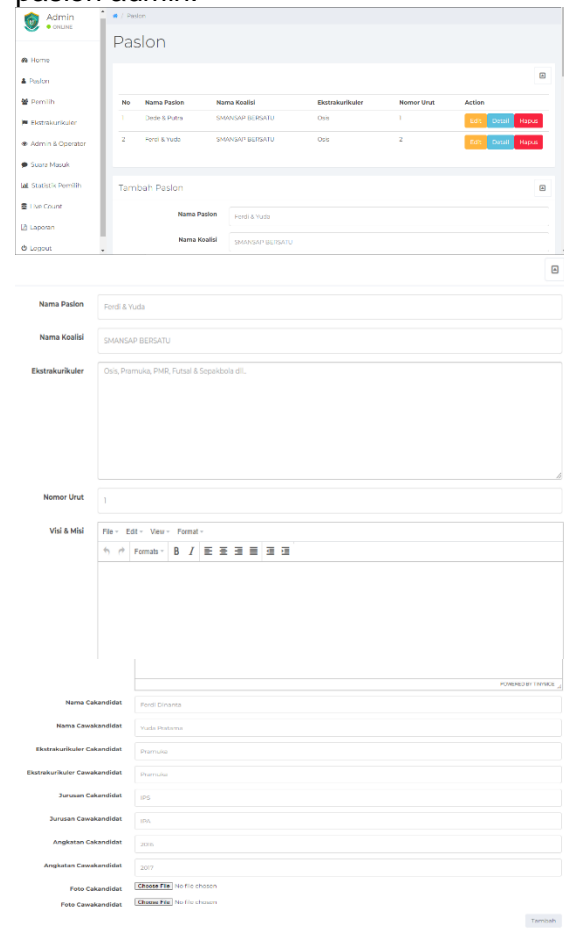 paslon admin.
Admin
ONLINE
/ Paslon
Paslon
Home
Paslon
Pemilih
Ekstrakurikuler
Admin & Operator
Suara Masuk
Statistik Pemilih
Live Count
Laporan
Logout
No Nama Paslon Nama Koalisi Ekstrakurikuler Nomor Urut Action
1 Dede & Putra SMANSAP BERSATU Osis 1 Edit Detail Hapus
2 Ferdi & Yuda SMANSAP BERSATU Osis 2 Edit Detail Hapus
Tambah Paslon
Nama Paslon Ferdi & Yuda
Nama Koalisi SMANSAP BERSATU
Nama Paslon Ferdi & Yuda
Nama Koalisi SMANSAP BERSATU
Ekstrakurikuler Osis, Pramuka, PMR, Futsal & Sepakbola dll..
Nomor Urut 1
Visi & Misi File Edit View Format
Formats B I
POWERED BY TINYMCE
Nama Cakandidat Ferdi Dinanta
Nama Cawakandidat Yuda Pratama
Ekstrakurikuler Cakandidat Pramuka
Ekstrakurikuler Cawakandidat Pramuka
Jurusan Cakandidat IPS
Jurusan Cawakandidat IPA
Angkatan Cakandidat
Angkatan Cawakandidat 2017
Foto Cakandidat Choose File No file chosen
Foto Cawakandidat Choose File No file chosen
Tambah